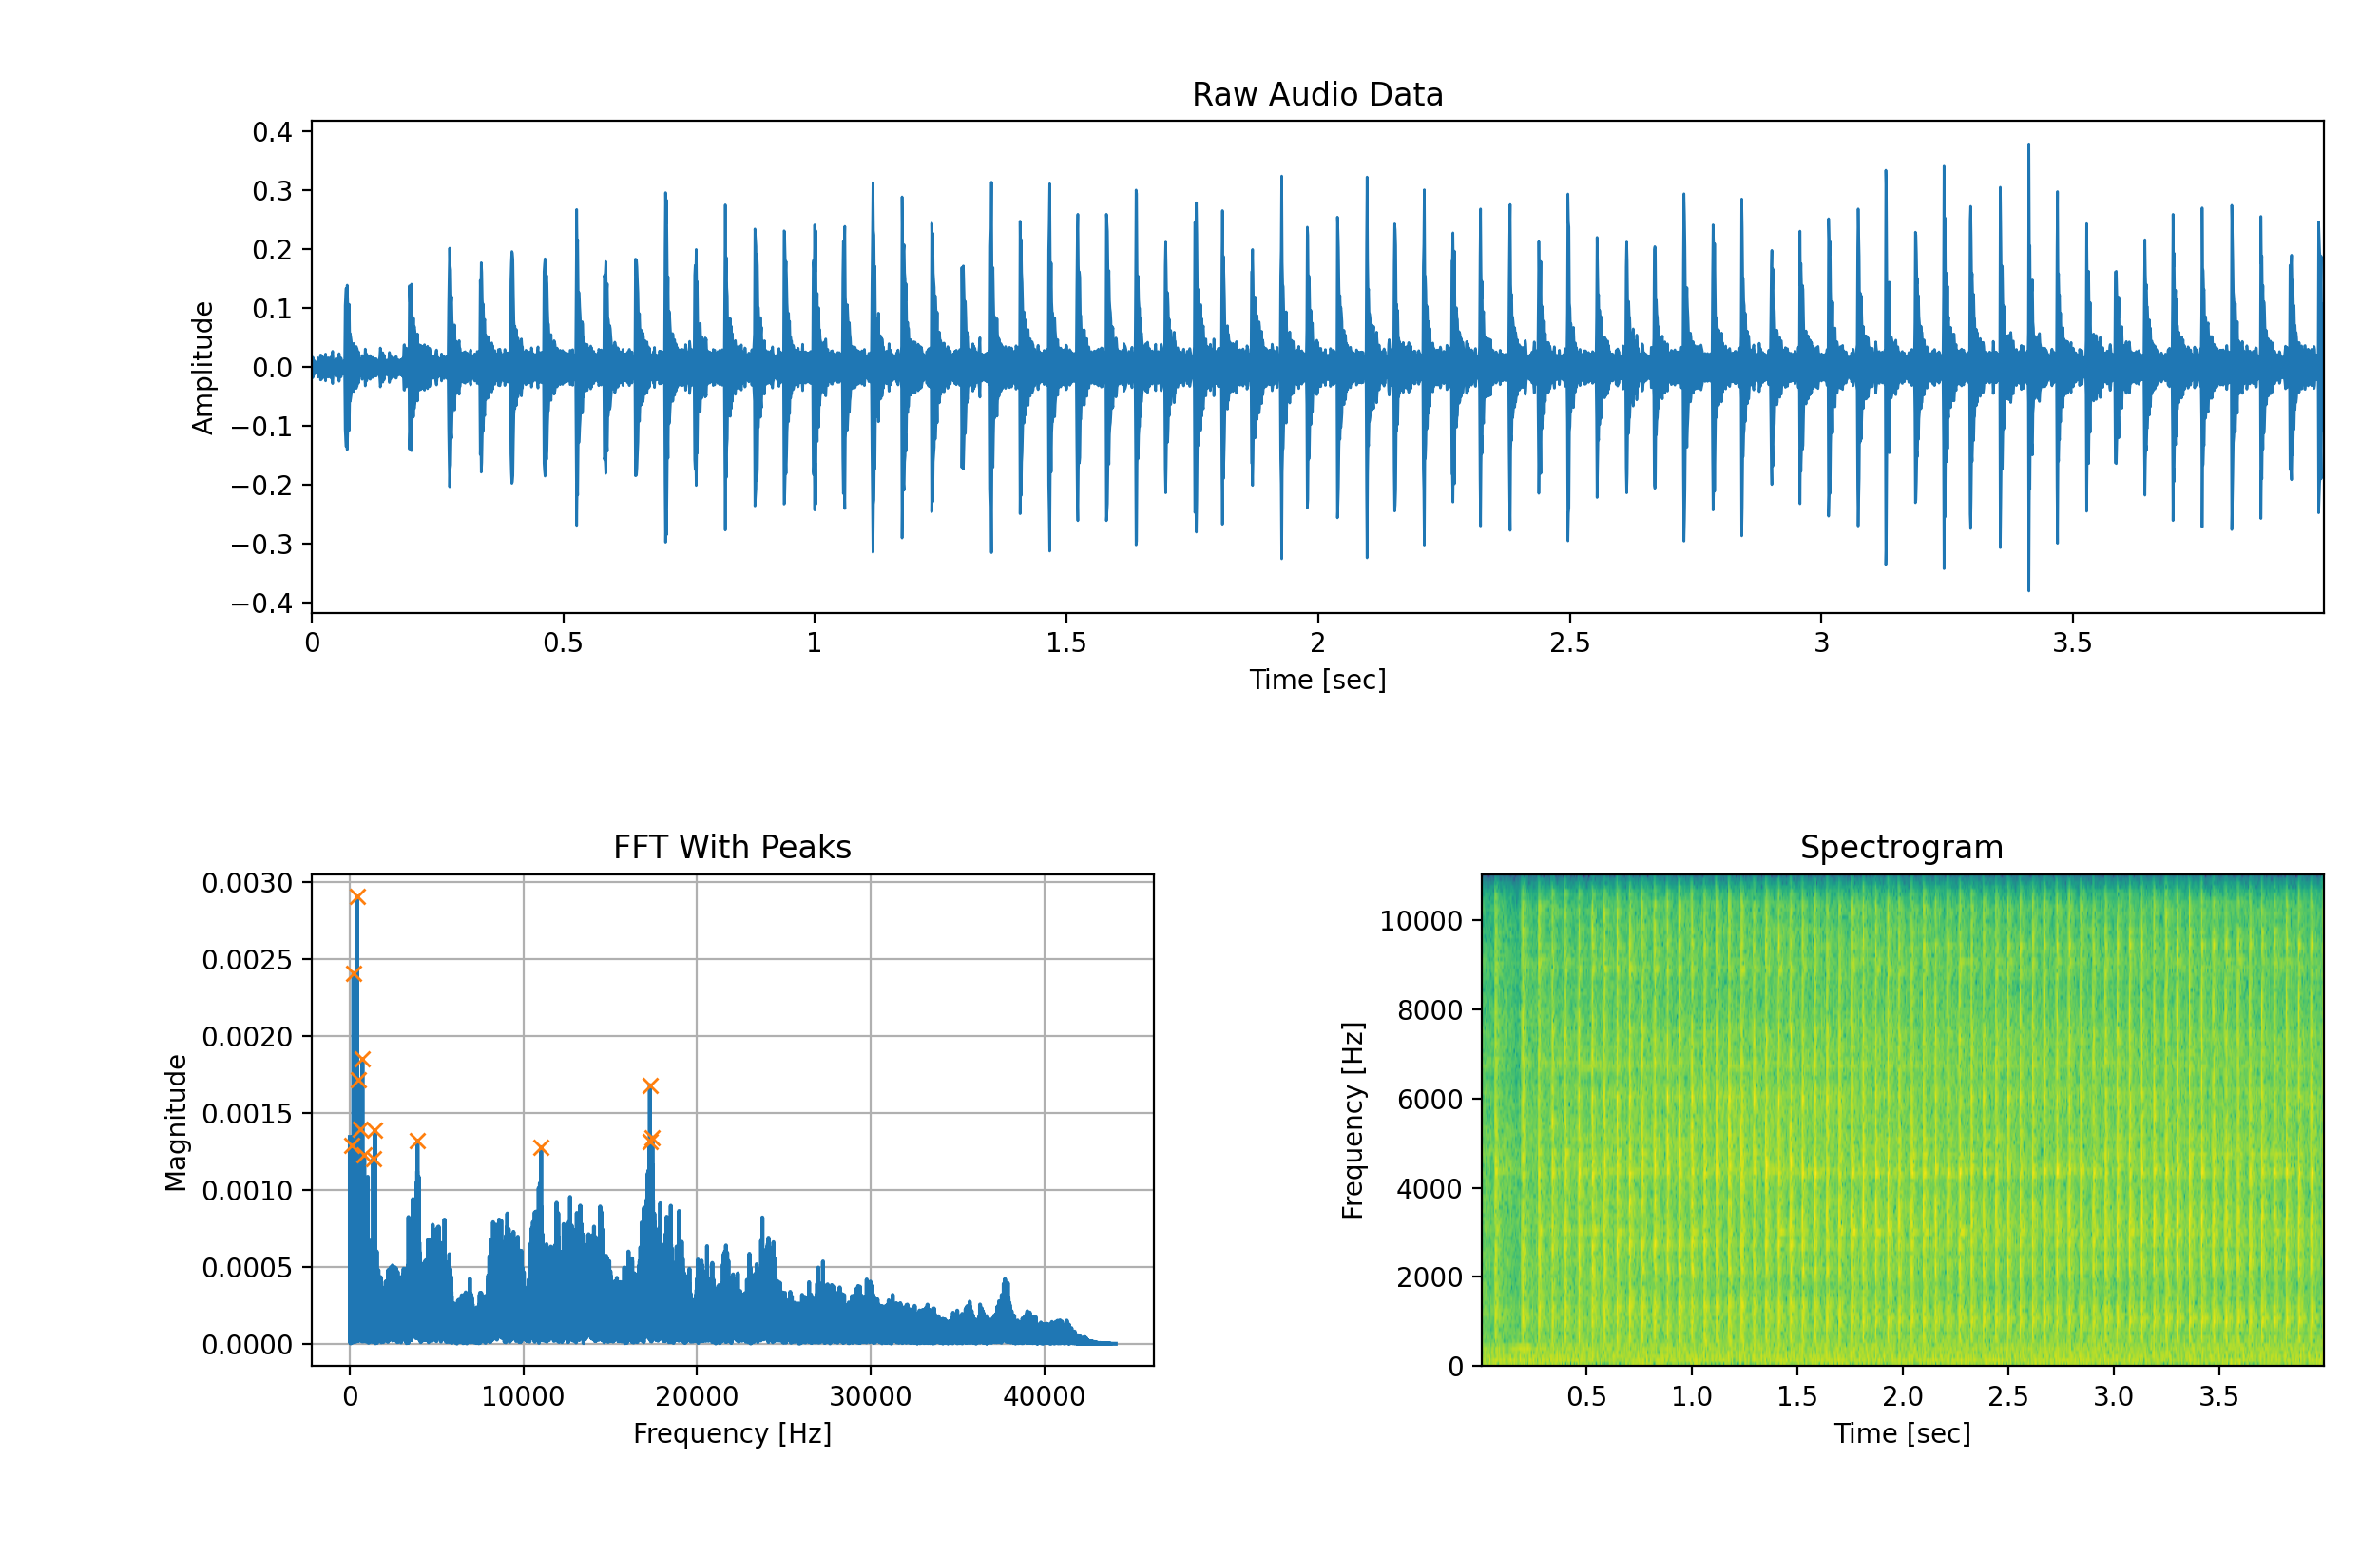 Raw Audio Data
0.4
0.3
0.2
0.1
0.0
−0.1
−0.2
−0.3
−0.4
Amplitude
0 0.5 1 1.5 2 2.5 3 3.5
Time [sec]
FFT With Peaks
0.0030
0.0025
0.0020
0.0015
0.0010
0.0005
0.0000
Magnitude
0 10000 20000 30000 40000
Frequency [Hz]
Spectrogram
10000
8000
6000
4000
2000
0
Frequency [Hz]
0.5 1.0 1.5 2.0 2.5 3.0 3.5
Time [sec]